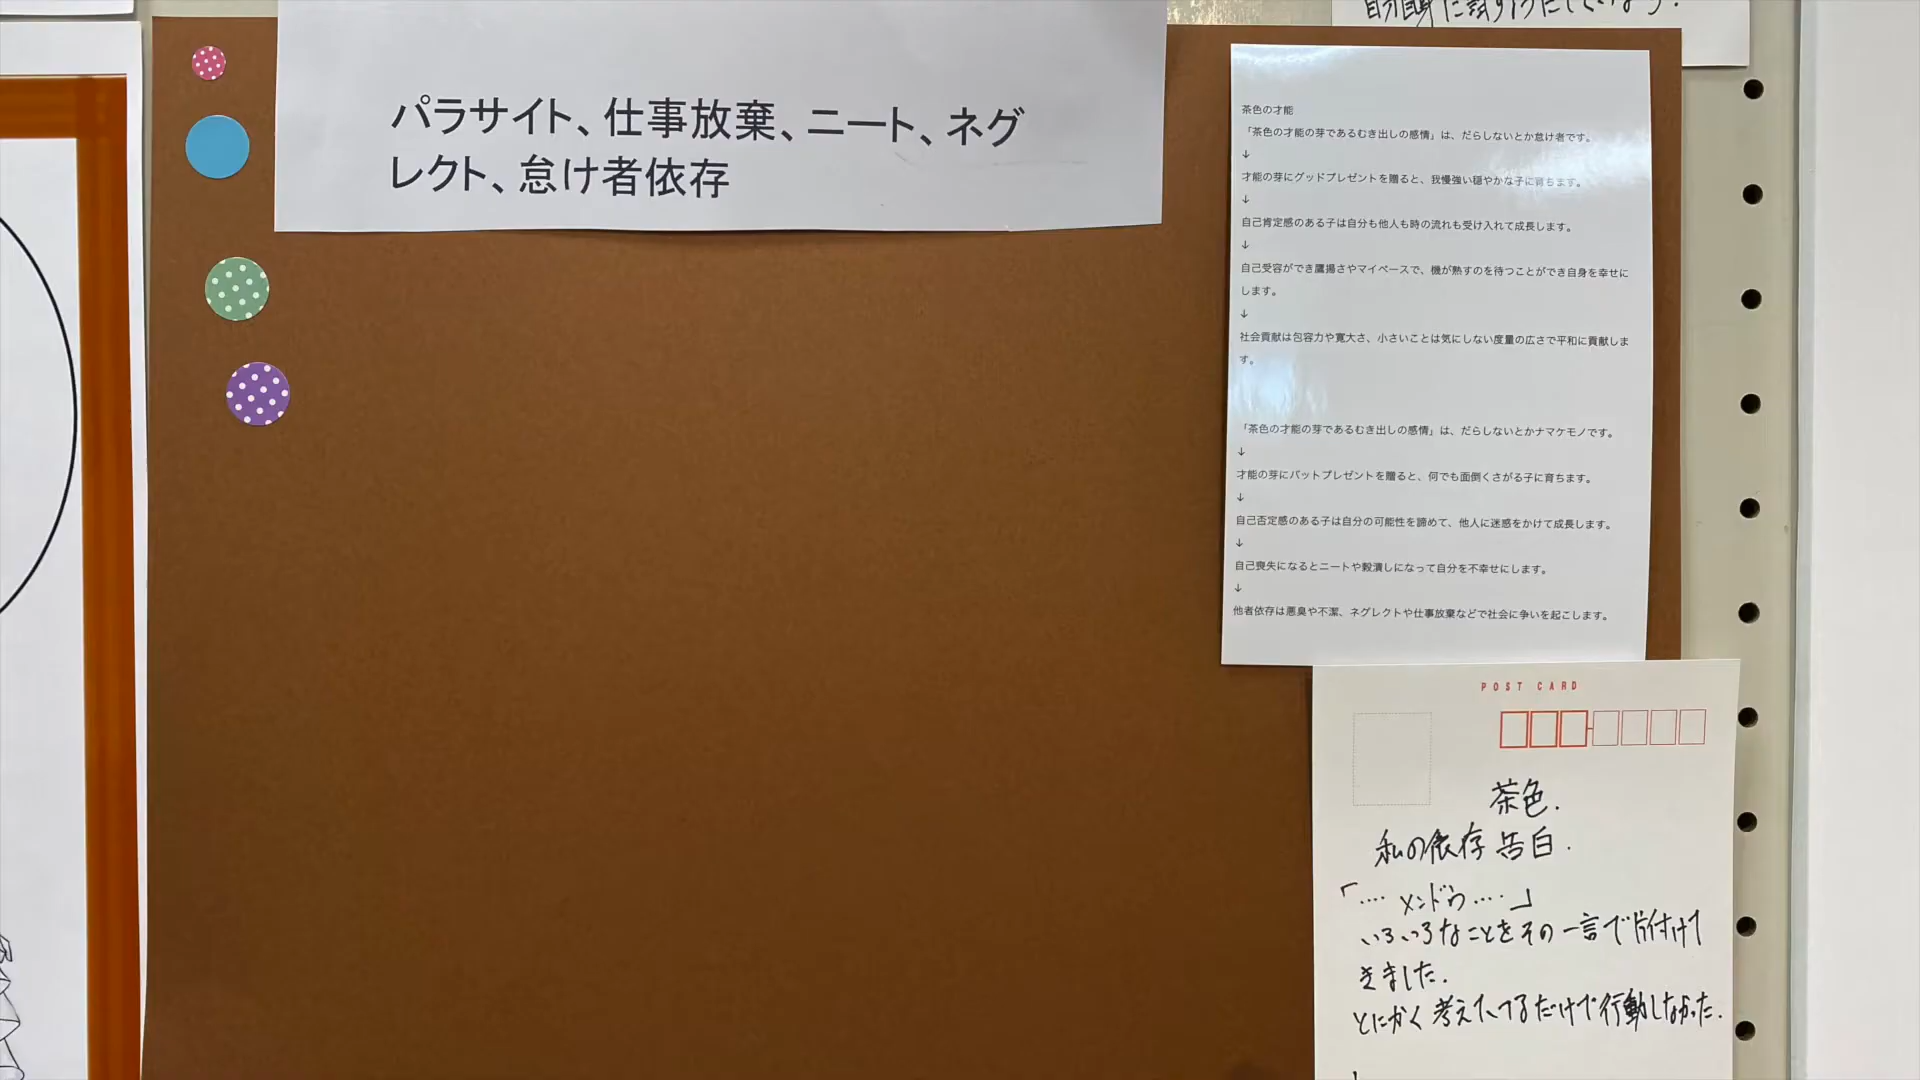 自分自身に試すようにしていよう.
パラサイト、仕事放棄、ニート、ネグ
レクト、怠け者依存
茶色の才能
「茶色の才能の芽であるむき出しの感情」は、だらしないとか怠け者です。
↓
才能の芽にグッドプレゼントを贈ると、我慢強い穏やかな子に育ちます。
↓
自己肯定感のある子は自分も他人も時の流れも受け入れて成長します。
↓
自己受容ができ鷹揚さやマイペースで、機が熟すのを待つことができ自身を幸せに
します。
↓
社会貢献は包容力や寛大さ、小さいことは気にしない度量の広さで平和に貢献しま
す。
「茶色の才能の芽であるむき出しの感情」は、だらしないとかナマケモノです。
↓
才能の芽にバットプレゼントを贈ると、何でも面倒くさがる子に育ちます。
↓
自己否定感のある子は自分の可能性を諦めて、他人に迷惑をかけて成長します。
↓
自己喪失になるとニートや穀潰しになって自分を不幸せにします。
↓
他者依存は悪臭や不潔、ネグレクトや仕事放棄などで社会に争いを起こします。
POST CARD
茶色.
私の依存告白.
「‥‥メンドウ‥‥」
いろいろなことをその一言で片付けて
きました.
とにかく考えているだけで行動しなかった.